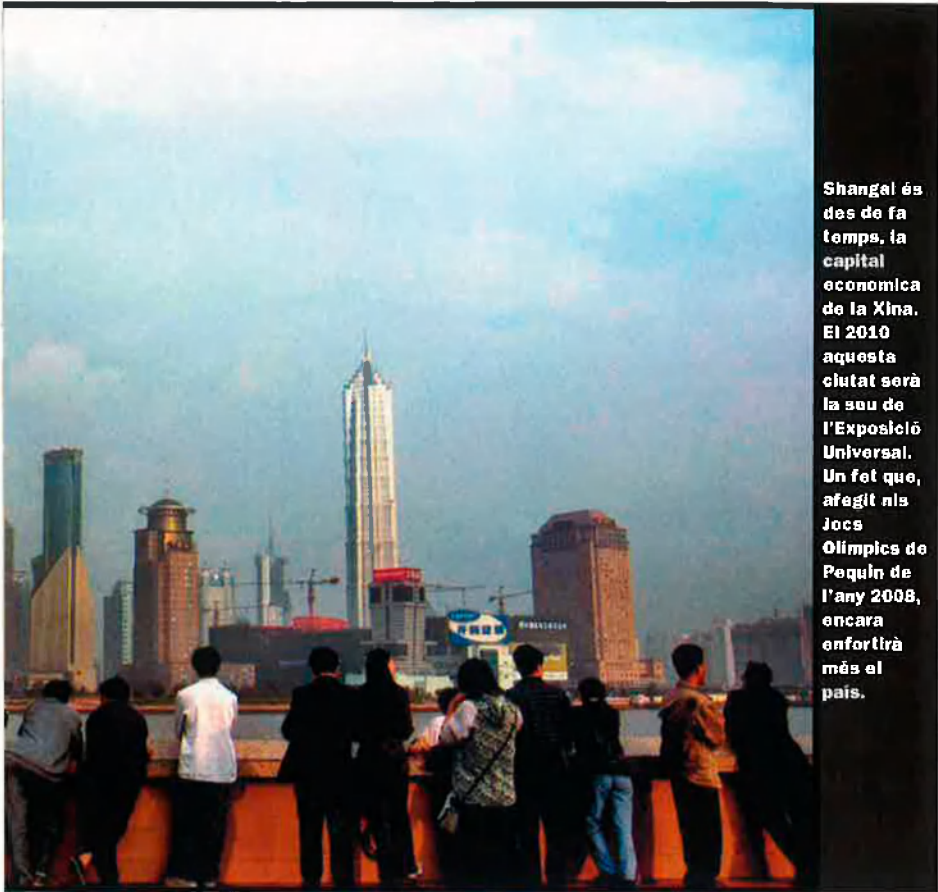 Shangai és
des de fa
temps, la
capital
economica
de la Xina.
El 2010
aquesta
ciutat serà
la seu de
l'Exposició
Universal.
Un fet que,
afegit als
Jocs
Olímpics de
Pequín de
l'any 2008,
encara
enfortirà
més el
país.